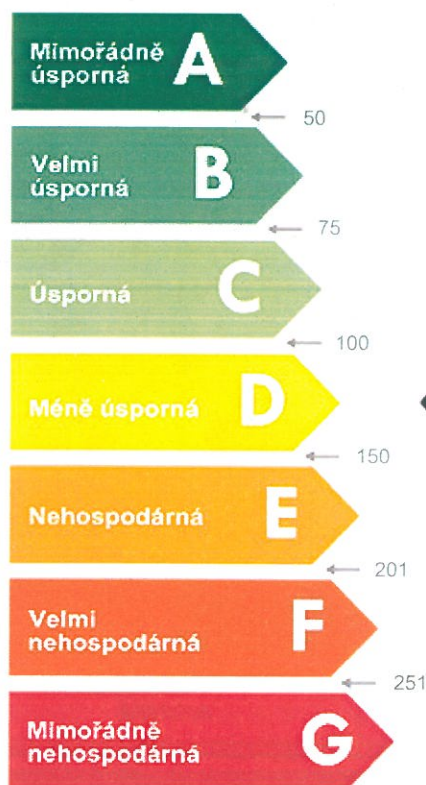 Mimořádně
úsporná
A
50
Velmi
úsporná
B
75
Úsporná
C
100
Méně úsporná
D
150
Nehospodárná
E
201
Velmi
nehospodárná
F
251
Mimořádně
nehospodárná
G